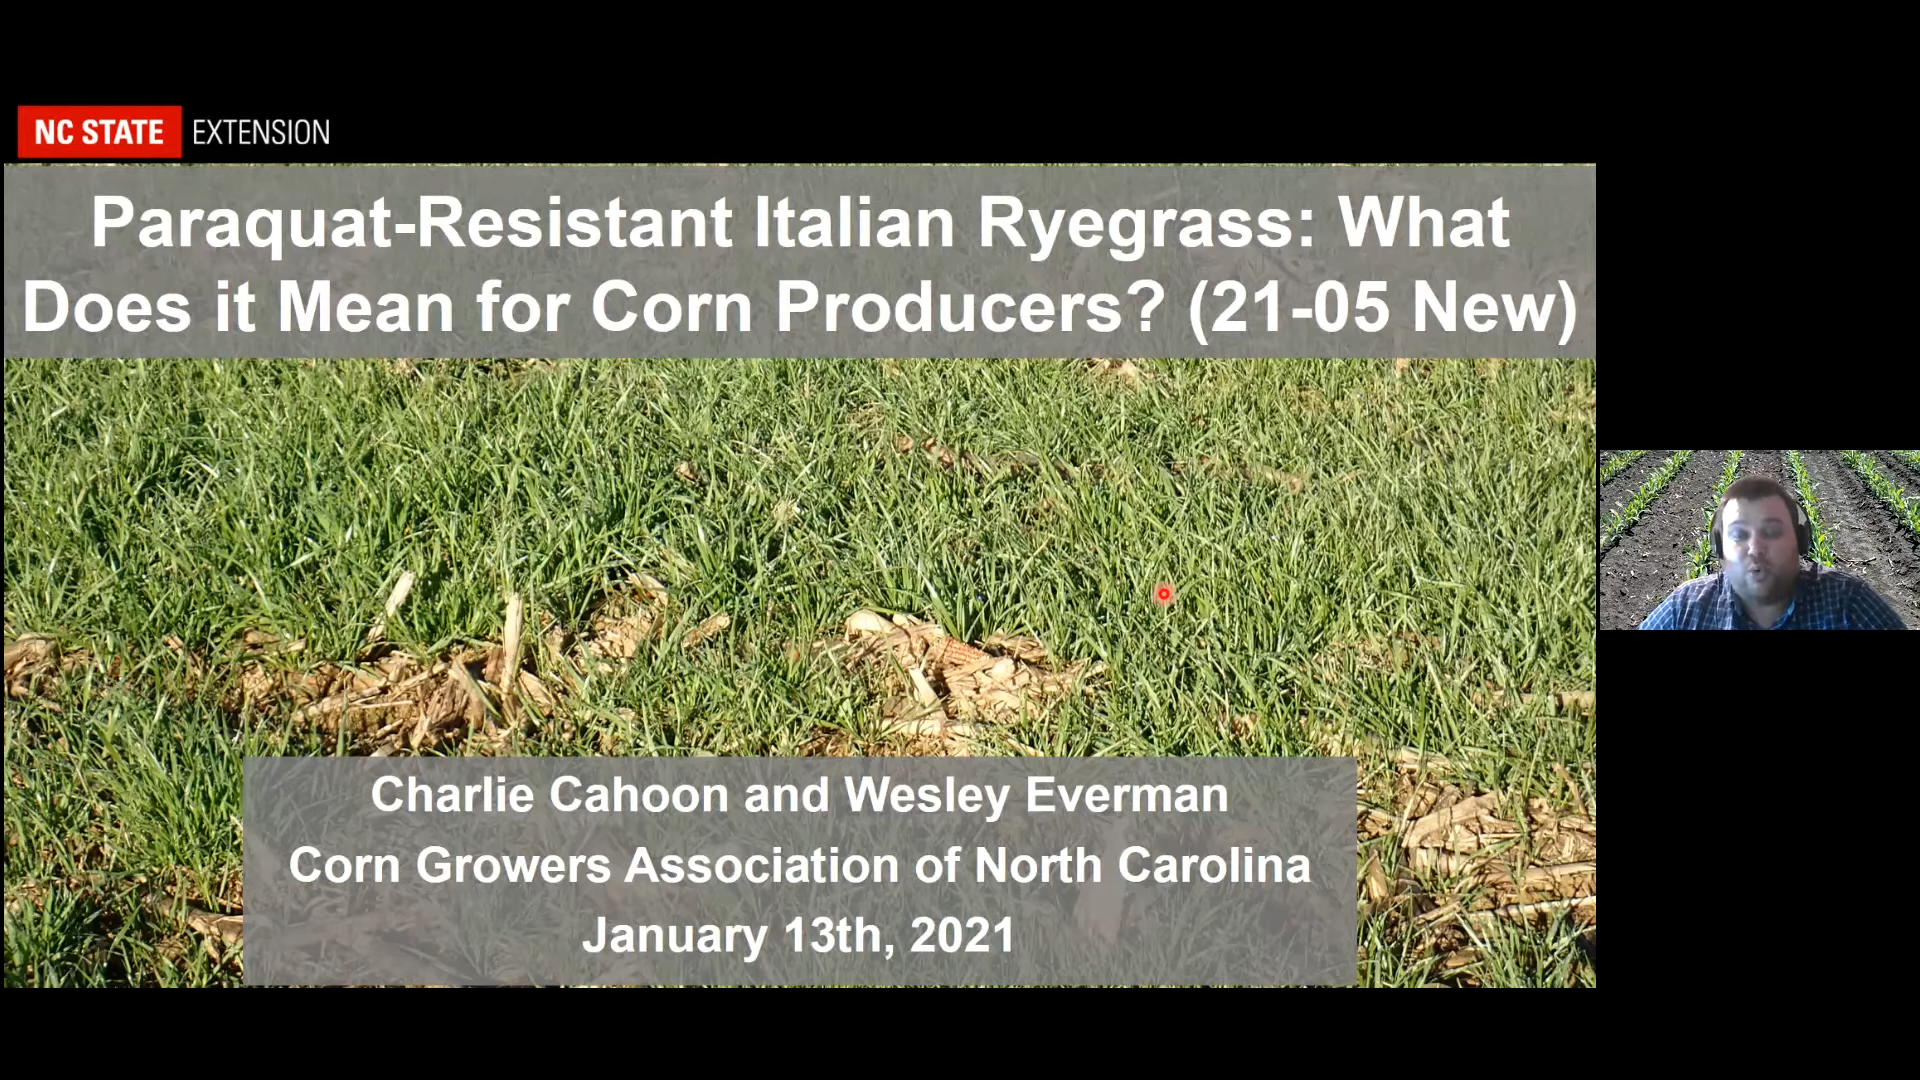 NC STATE EXTENSION
Paraquat-Resistant Italian Ryegrass: What
Does it Mean for Corn Producers? (21-05 New)
Charlie Cahoon and Wesley Everman
Corn Growers Association of North Carolina
January 13th, 2021